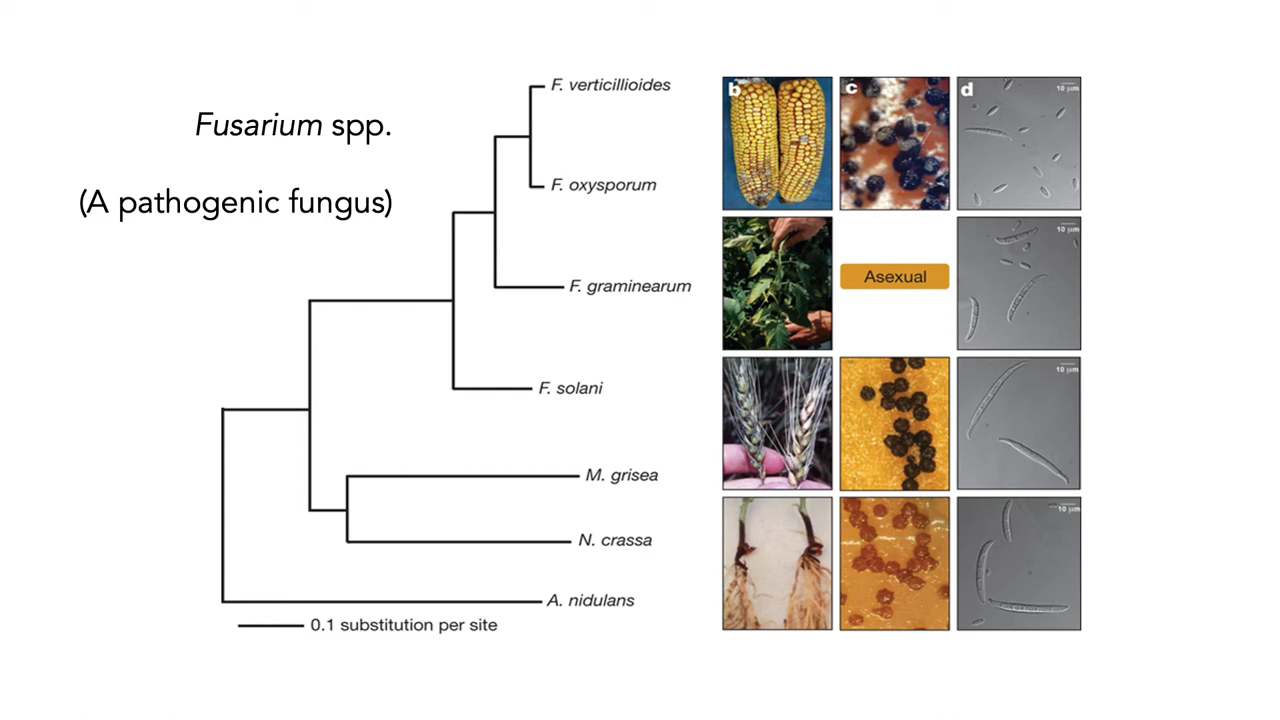 Fusarium spp.
(A pathogenic fungus)
F. verticillioides
F. oxysporum
F. graminearum
F. solani
M. grisea
N. crassa
A. nidulans
0.1 substitution per site
b
c
d
10 μm
Asexual
10 μm
10 μm
10 μm